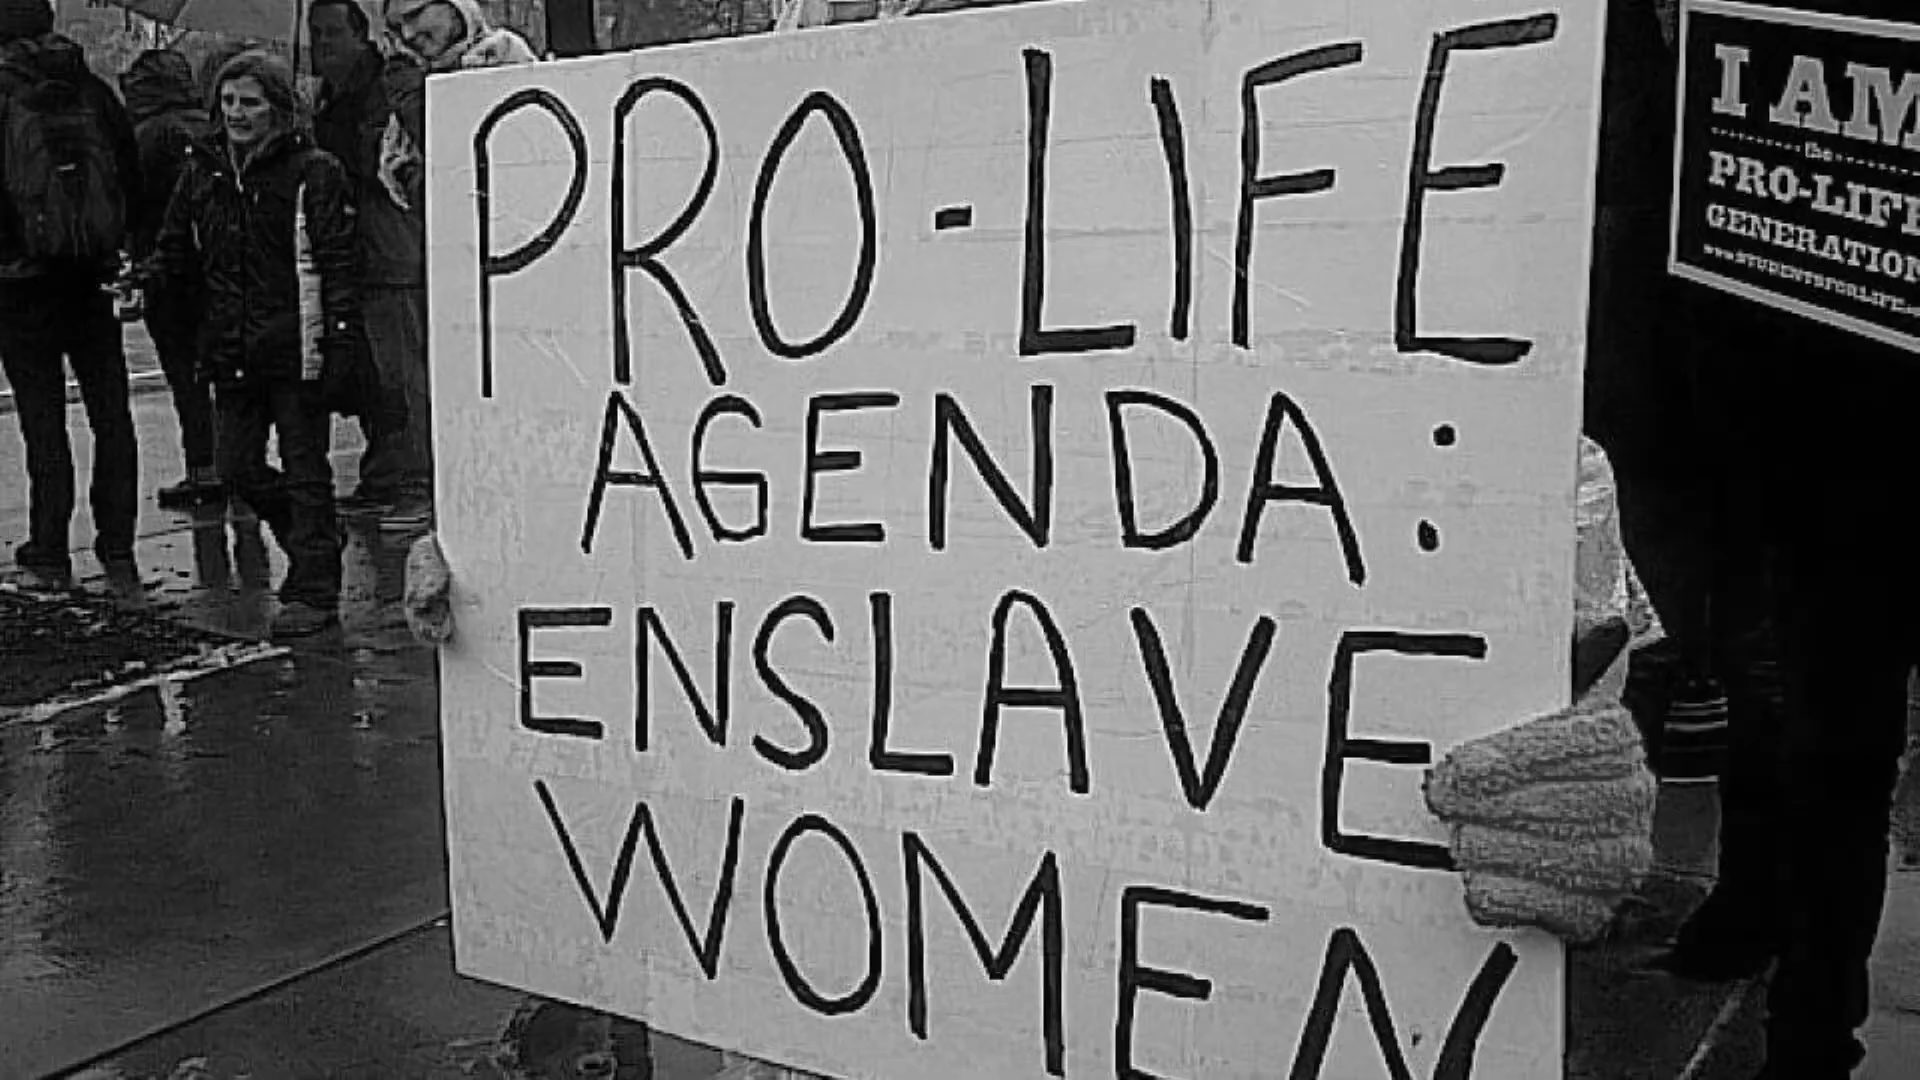 PRO-LIFE
AGENDA:
ENSLAVE
WOMEN
I AM
the
PRO-LIFE
GENERATION